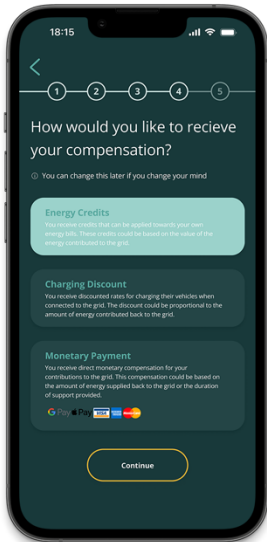 18:15
1 2 3 4 5
How would you like to recieve
your compensation?
You can change this later if you change your mind
Energy Credits
You receive credits that can be applied towards your own
energy bills. These credits could be based on the value of the
energy contributed to the grid.
Charging Discount
You receive discounted rates for charging their vehicles when
connected to the grid. The discount could be proportional to the
amount of energy contributed back to the grid.
Monetary Payment
You receive direct monetary compensation for your
contributions to the grid. This compensation could be based on
the amount of energy supplied back to the grid or the duration
of support provided.
G Pay Pay VISA
Continue